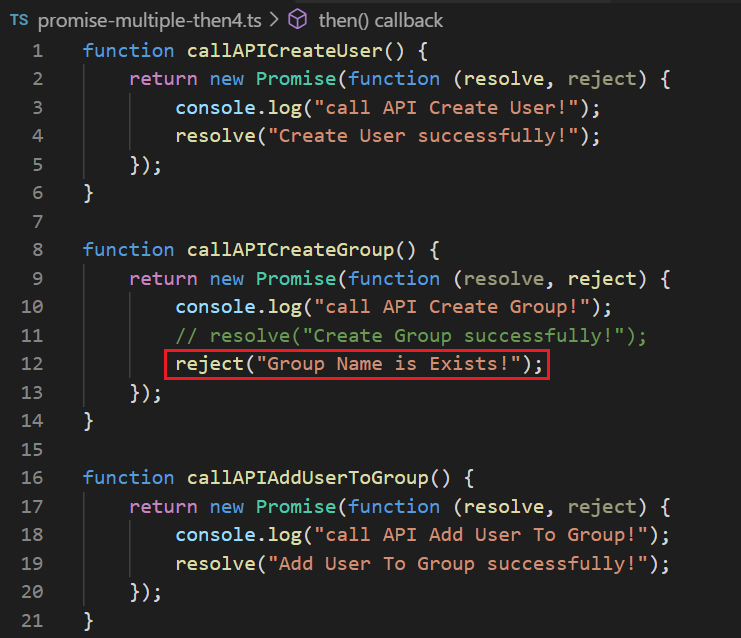 TS promise-multiple-then4.ts > then() callback
1 function callAPICreateUser() {
2 return new Promise(function (resolve, reject) {
3 console.log("call API Create User!");
4 resolve("Create User successfully!");
5 });
6 }
7
8 function callAPICreateGroup() {
9 return new Promise(function (resolve, reject) {
10 console.log("call API Create Group!");
11 // resolve("Create Group successfully!");
12 reject("Group Name is Exists!");
13 });
14 }
15
16 function callAPIAddUserToGroup() {
17 return new Promise(function (resolve, reject) {
18 console.log("call API Add User To Group!");
19 resolve("Add User To Group successfully!");
20 });
21 }